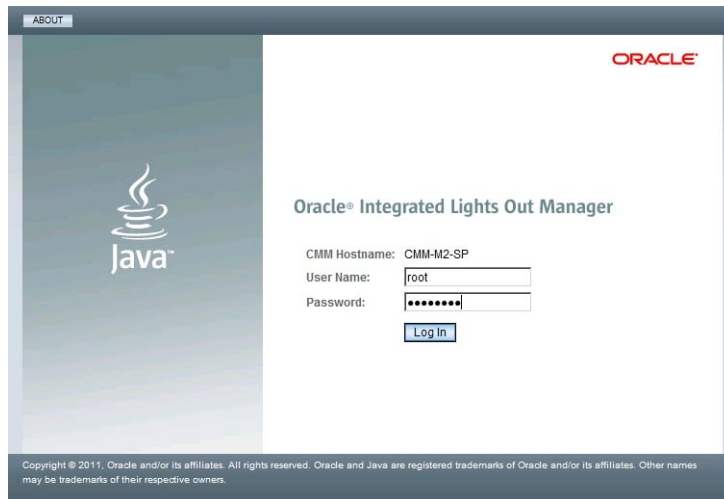 ABOUT
ORACLE®
Java™
Oracle® Integrated Lights Out Manager
CMM Hostname: CMM-M2-SP
User Name: root
Password: ••••••••
Log In
Copyright © 2011, Oracle and/or its affiliates. All rights reserved. Oracle and Java are registered trademarks of Oracle and/or its affiliates. Other names
may be trademarks of their respective owners.